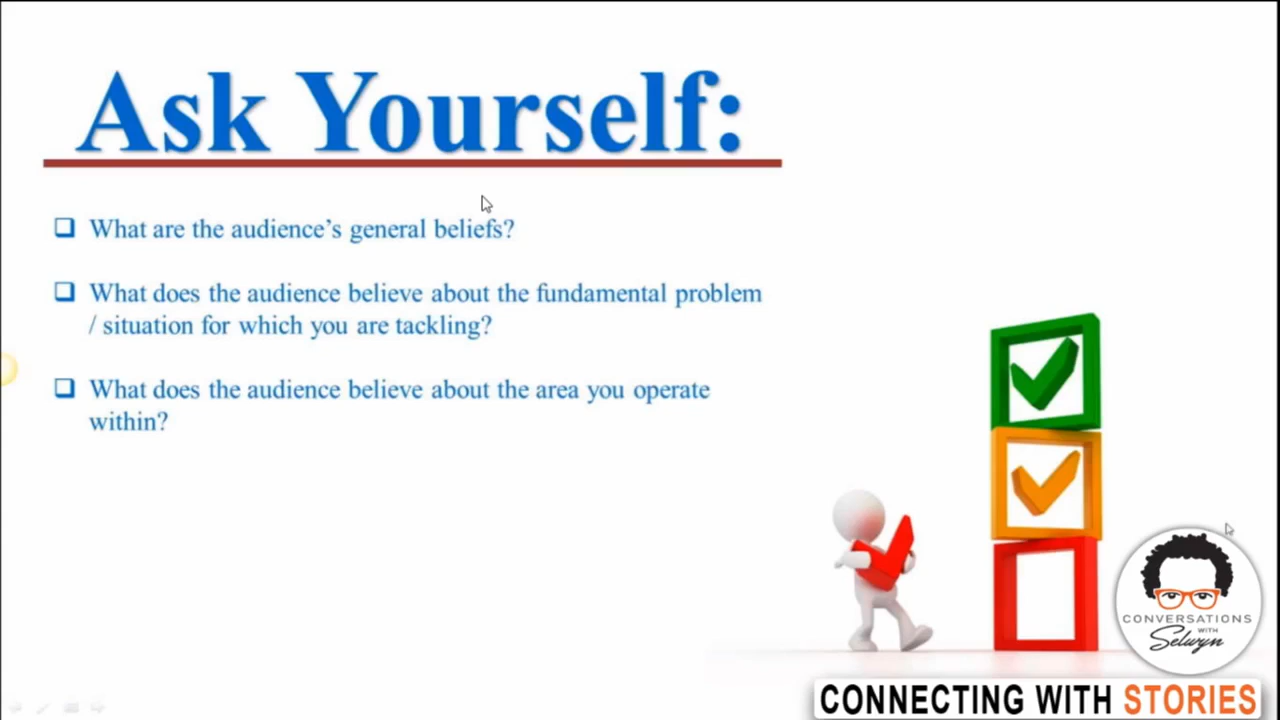 Ask Yourself:
What are the audience's general beliefs?
What does the audience believe about the fundamental problem
/ situation for which you are tackling?
What does the audience believe about the area you operate
within?
CONVERSATIONS
WITH
Selwyn
CONNECTING WITH STORIES